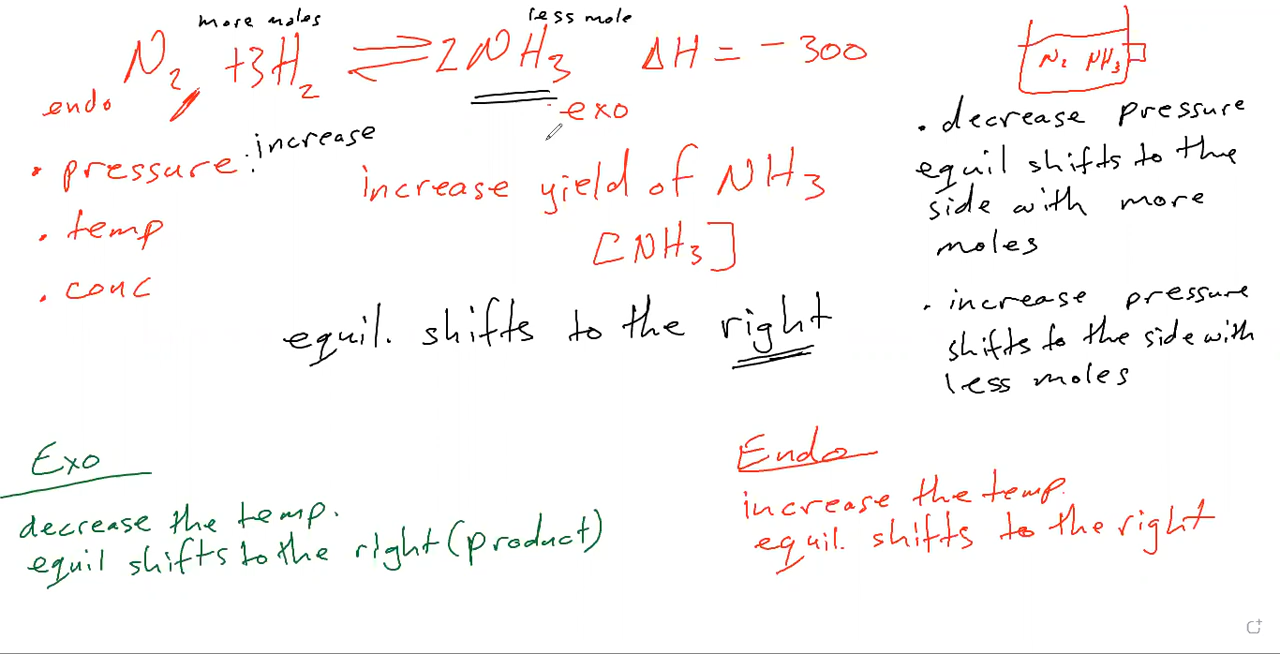 more moles
less mole
N₂ + 3H₂ ⇌ 2NH₃ ΔH = -300
N₂ NH₃
endo
exo
• pressure : increase
increase yield of NH₃
[NH₃]
• temp
• conc
equil. shifts to the right
• decrease pressure
equil shifts to the
side with more
moles
• increase pressure
shifts to the side with
less moles
Exo
decrease the temp.
equil shifts to the right (product)
Endo
increase the temp.
equil. shifts to the right